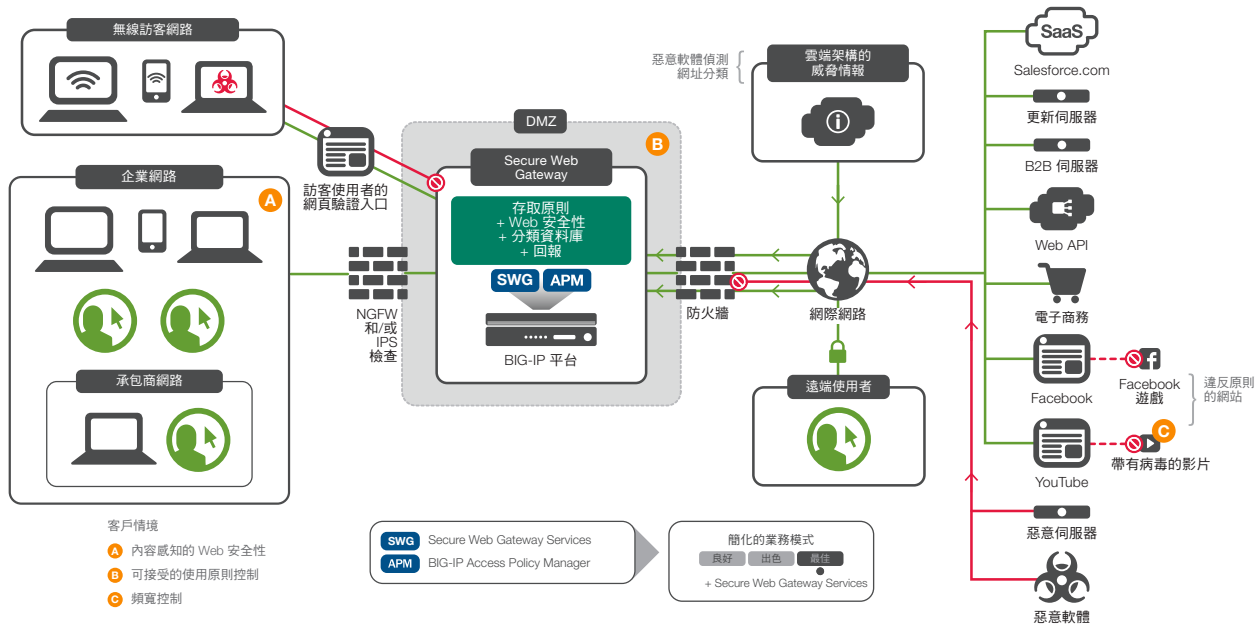 無線訪客網路
訪客使用者的
網頁驗證入口
企業網路
A
承包商網路
NGFW
和/或
IPS
檢查
DMZ
B
Secure Web
Gateway
存取原則
+ Web 安全性
+ 分類資料庫
+ 回報
SWG
APM
BIG-IP 平台
防火牆
惡意軟體偵測
網址分類
雲端架構的
威脅情報
網際網路
遠端使用者
SaaS
Salesforce.com
更新伺服器
B2B 伺服器
Web API
電子商務
Facebook
Facebook
遊戲
違反原則
的網站
YouTube
C
帶有病毒的影片
惡意伺服器
惡意軟體
客戶情境
A 內容感知的 Web 安全性
B 可接受的使用原則控制
C 頻寬控制
SWG Secure Web Gateway Services
APM BIG-IP Access Policy Manager
簡化的業務模式
良好 出色 最佳
+ Secure Web Gateway Services